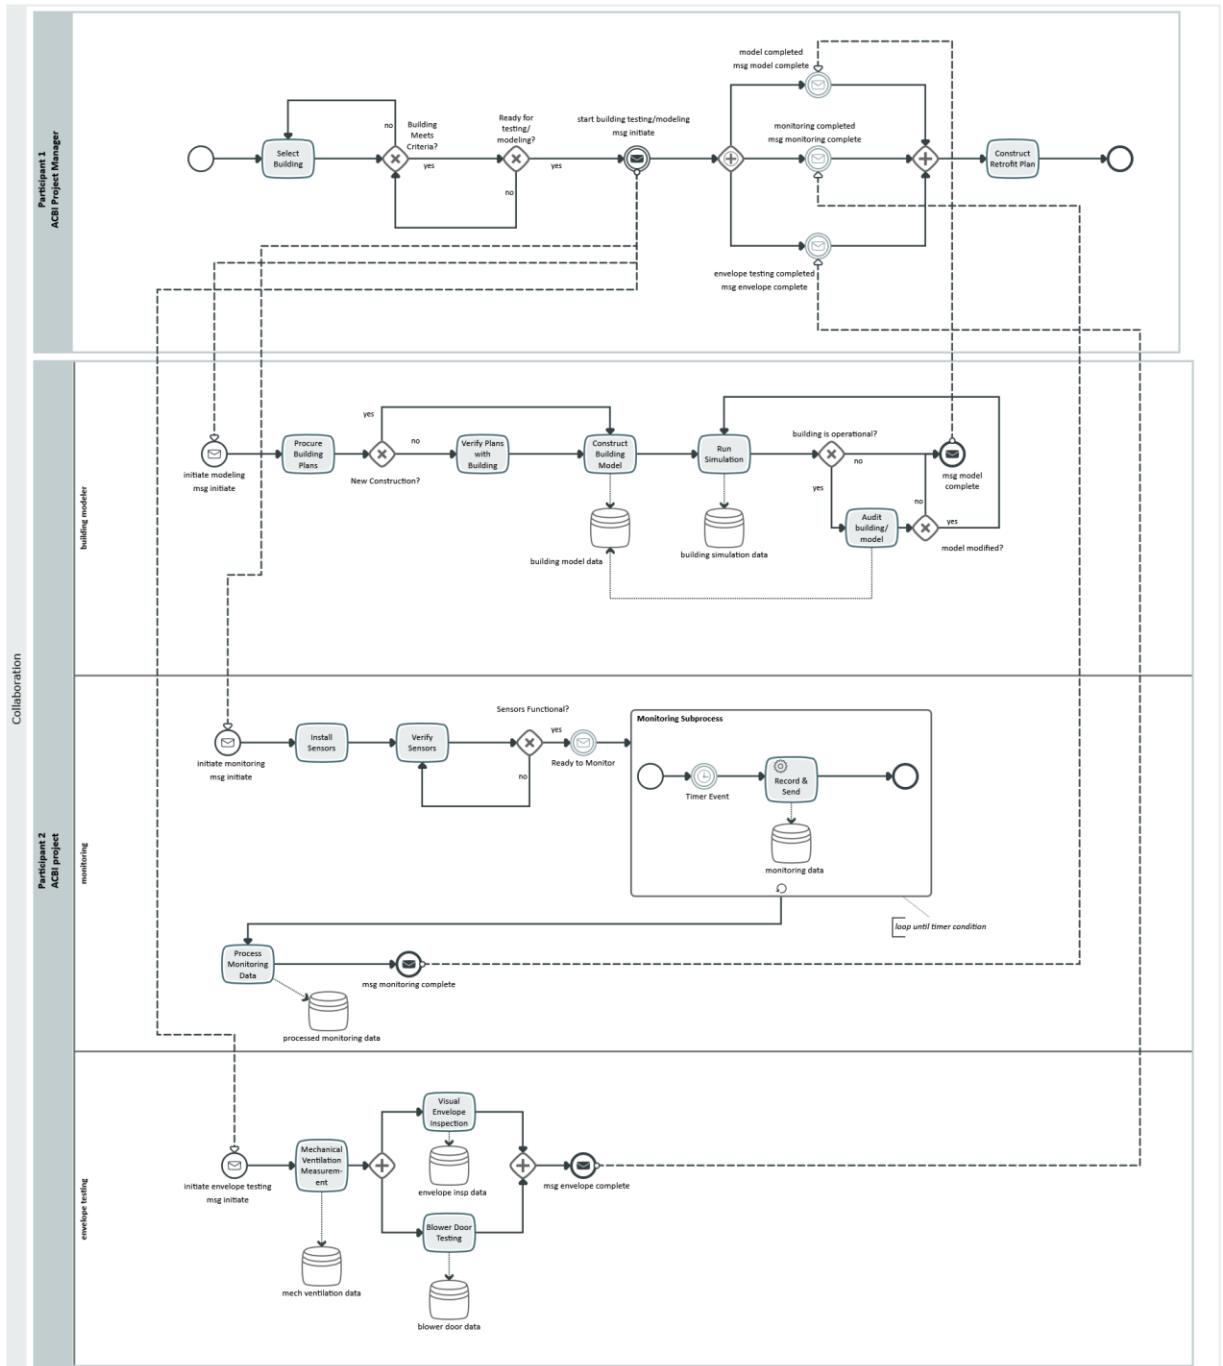 Collaboration
Participant 1
ACBI Project Manager
model completed
msg model complete
Building
Meets
Criteria?
Ready for
testing/
modeling?
start building testing/modeling
msg initiate
monitoring completed
msg monitoring complete
no
Select
Building
yes
yes
no
Construct
Retrofit Plan
envelope testing completed
msg envelope complete
Participant 2
ACBI project
building modeler
yes
no
building is operational?
Procure
Building
Plans
Verify Plans
with
Building
Construct
Building
Model
Run
Simulation
no
initiate modeling
msg initiate
New Construction?
msg model
complete
yes
no
Audit
building/
model
yes
model modified?
building model data
building simulation data
monitoring
Sensors Functional?
yes
Monitoring Subprocess
Install
Sensors
Verify
Sensors
initiate monitoring
msg initiate
no
Ready to Monitor
Timer Event
Record &
Send
monitoring data
loop until timer condition
Process
Monitoring
Data
msg monitoring complete
processed monitoring data
envelope testing
Visual
Envelope
Inspection
Mechanical
Ventilation
Measurem-
ent
initiate envelope testing
msg initiate
envelope insp data
msg envelope complete
Blower Door
Testing
mech ventilation data
blower door data